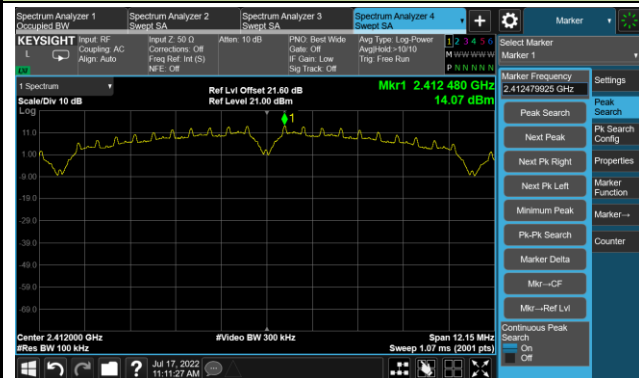 Spectrum Analyzer 1
Occupied BW
Spectrum Analyzer 2
Swept SA
Spectrum Analyzer 3
Swept SA
Spectrum Analyzer 4
Swept SA
Marker
KEYSIGHT
L
LXI
Input: RF
Coupling: AC
Align: Auto
Input Z: 50 Ω
Corrections: Off
Freq Ref: Int (S)
NFE: Off
Atten: 10 dB
PNO: Best Wide
Gate: Off
IF Gain: Low
Sig Track: Off
Avg Type: Log-Power
Avg|Hold:>10/10
Trig: Free Run
1 2 3 4 5 6
M W W W W W
P N N N N N
Select Marker
Marker 1
1 Spectrum
Scale/Div 10 dB
Log
Ref Lvl Offset 21.60 dB
Ref Level 21.00 dBm
Mkr1 2.412 480 GHz
14.07 dBm
1
11.0
1.00
-9.00
-19.0
-29.0
-39.0
-49.0
-59.0
-69.0
Center 2.412000 GHz
#Res BW 100 kHz
#Video BW 300 kHz
Span 12.15 MHz
Sweep 1.07 ms (2001 pts)
Marker Frequency
2.412479925 GHz
Peak Search
Next Peak
Next Pk Right
Next Pk Left
Minimum Peak
Pk-Pk Search
Marker Delta
Mkr→CF
Mkr→Ref Lvl
Continuous Peak
Search
On
Off
Settings
Peak
Search
Pk Search
Config
Properties
Marker
Function
Marker→
Counter
Jul 17, 2022
11:11:27 AM